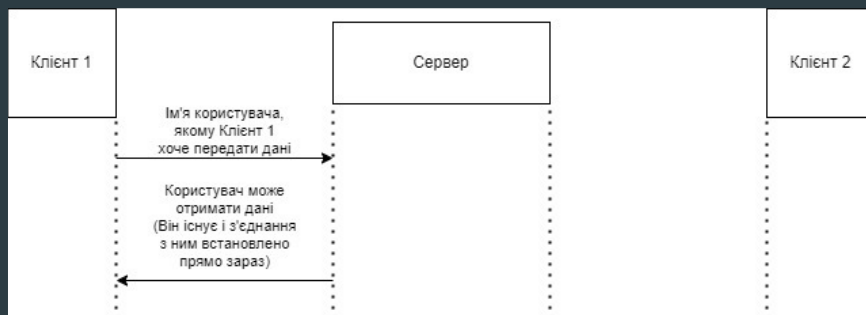 Клієнт 1
Сервер
Клієнт 2
Ім'я користувача,
якому Клієнт 1
хоче передати дані
Користувач може
отримати дані
(Він існує і з'єднання
з ним встановлено
прямо зараз)